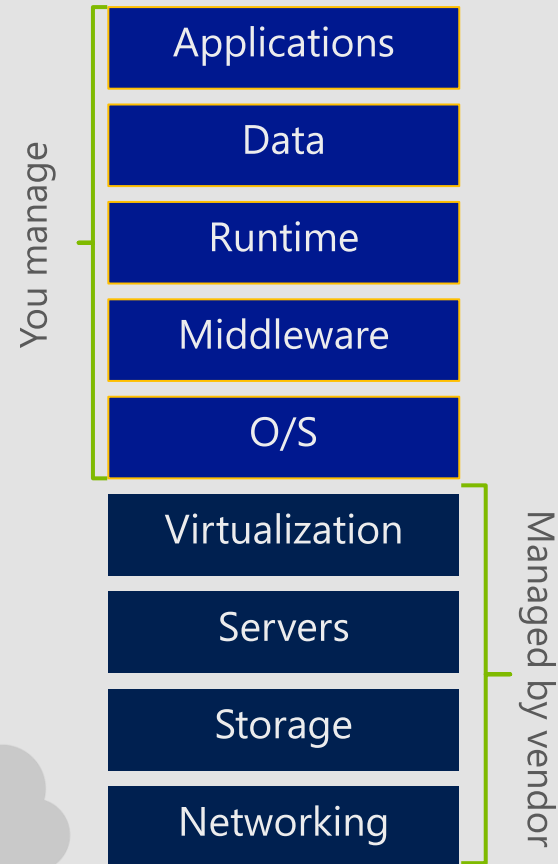 You manage
Applications
Data
Runtime
Middleware
O/S
Virtualization
Servers
Storage
Networking
Managed by vendor